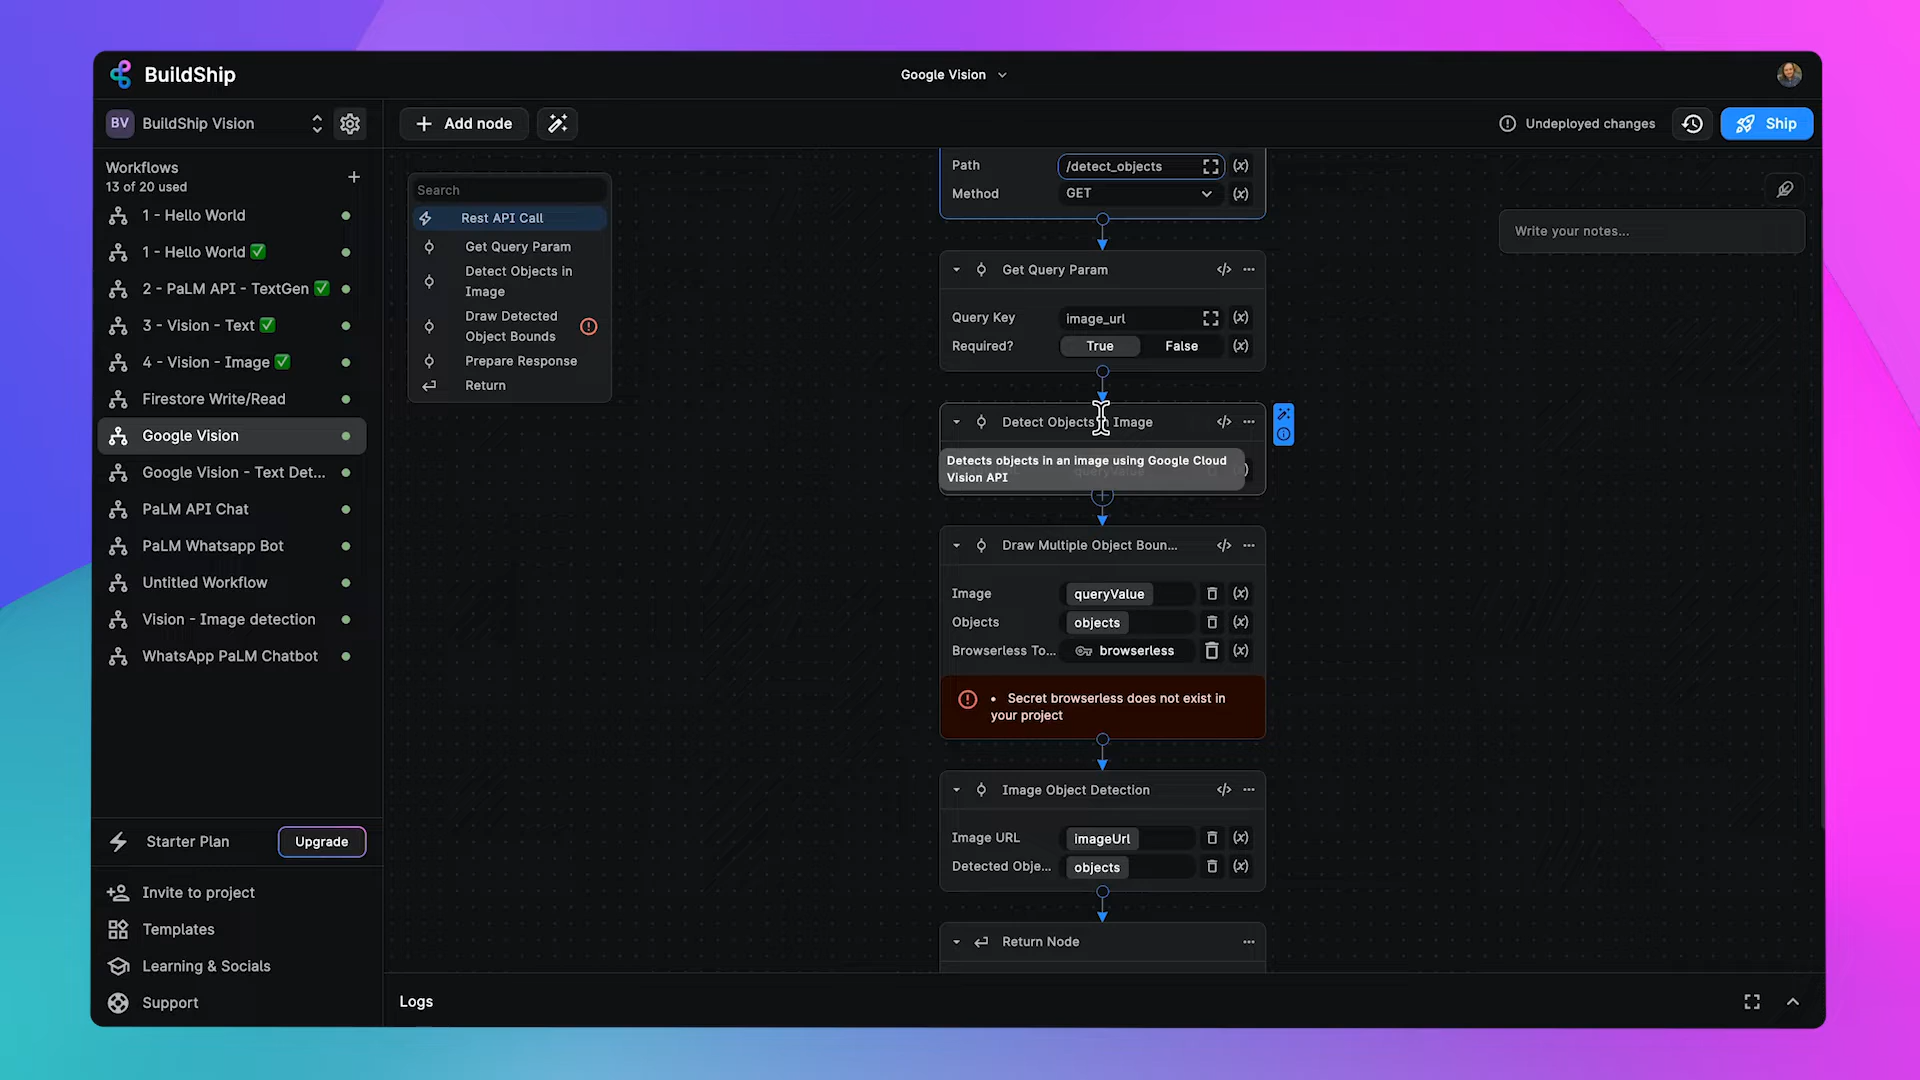 BuildShip
Google Vision
BV BuildShip Vision
Add node
Undeployed changes
Ship
Workflows
13 of 20 used
1 - Hello World
1 - Hello World ✅
2 - PaLM API - TextGen ✅
3 - Vision - Text ✅
4 - Vision - Image ✅
Firestore Write/Read
Google Vision
Google Vision - Text Det...
PaLM API Chat
PaLM Whatsapp Bot
Untitled Workflow
Vision - Image detection
WhatsApp PaLM Chatbot
Starter Plan
Upgrade
Invite to project
Templates
Learning & Socials
Support
Search
Rest API Call
Get Query Param
Detect Objects in
Image
Draw Detected
Object Bounds
Prepare Response
Return
Path /detect_objects (x)
Method GET (x)
Get Query Param </>
Query Key image_url (x)
Required? True False (x)
Detect Objects in Image </>
Detects objects in an image using Google Cloud
Vision API
Draw Multiple Object Boun... </>
Image queryValue (x)
Objects objects (x)
Browserless To... browserless (x)
• Secret browserless does not exist in
your project
Image Object Detection </>
Image URL imageUrl (x)
Detected Obje... objects (x)
Return Node
Write your notes...
Logs